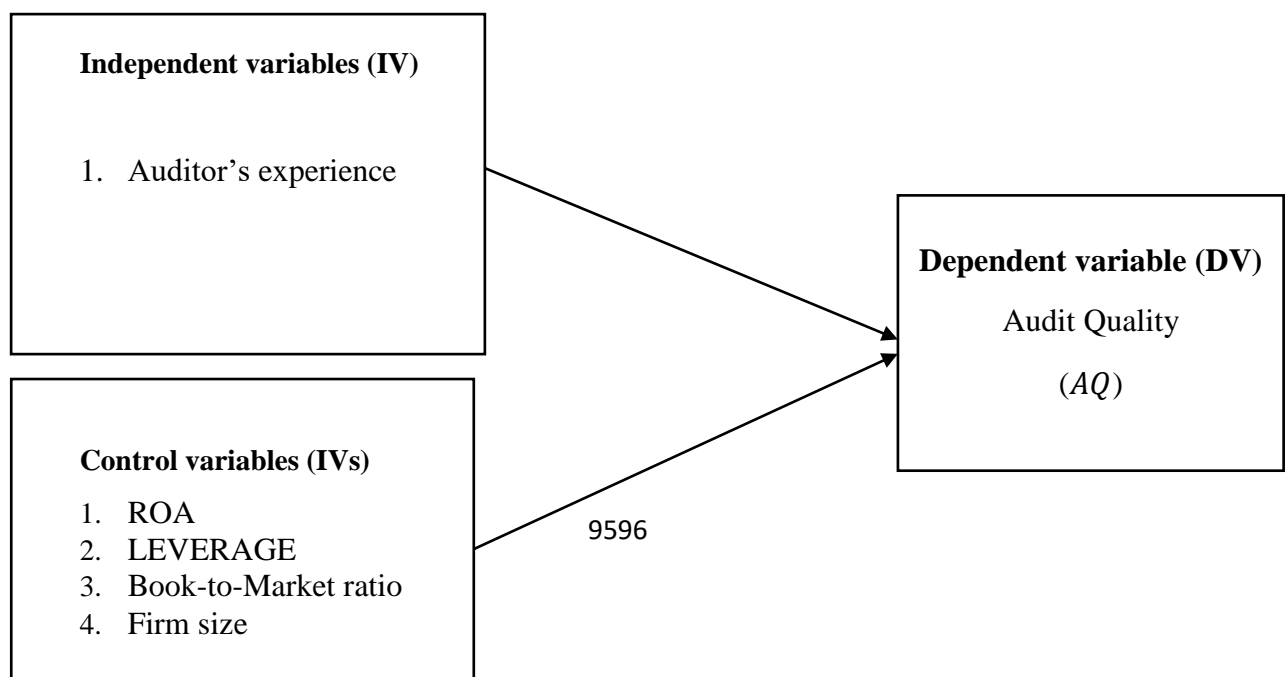 Independent variables (IV)
1. Auditor’s experience
Dependent variable (DV)
Audit Quality
(AQ)
Control variables (IVs)
1. ROA
2. LEVERAGE
3. Book-to-Market ratio
4. Firm size
9596